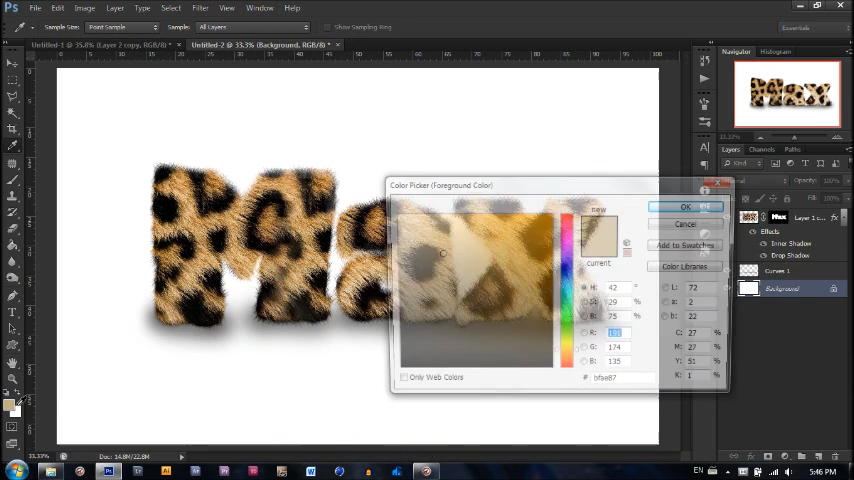 Ps File Edit Image Layer Type Select Filter View Window Help
Sample Size: Point Sample Sample: All Layers Show Sampling Ring Essentials
Untitled-1 @ 35.8% (Layer 2 copy, RGB/8) * × Untitled-2 @ 33.3% (Background, RGB/8) * ×
Navigator Histogram
Max
33.33%
Layers Channels Paths
Kind
Opacity: 100%
Fill: 100%
Max Layer 1 c...
Effects
Inner Shadow
Drop Shadow
Curves 1
Background
Color Picker (Foreground Color)
new
current
OK
Cancel
Add to Swatches
Color Libraries
H: 42 °
S: 29 %
B: 75 %
R: 191
G: 174
B: 135
# bfae87
L: 72
a: 2
b: 22
C: 27 %
M: 27 %
Y: 51 %
K: 1 %
Only Web Colors
33.33% Doc: 14.8M/22.8M
EN 5:46 PM